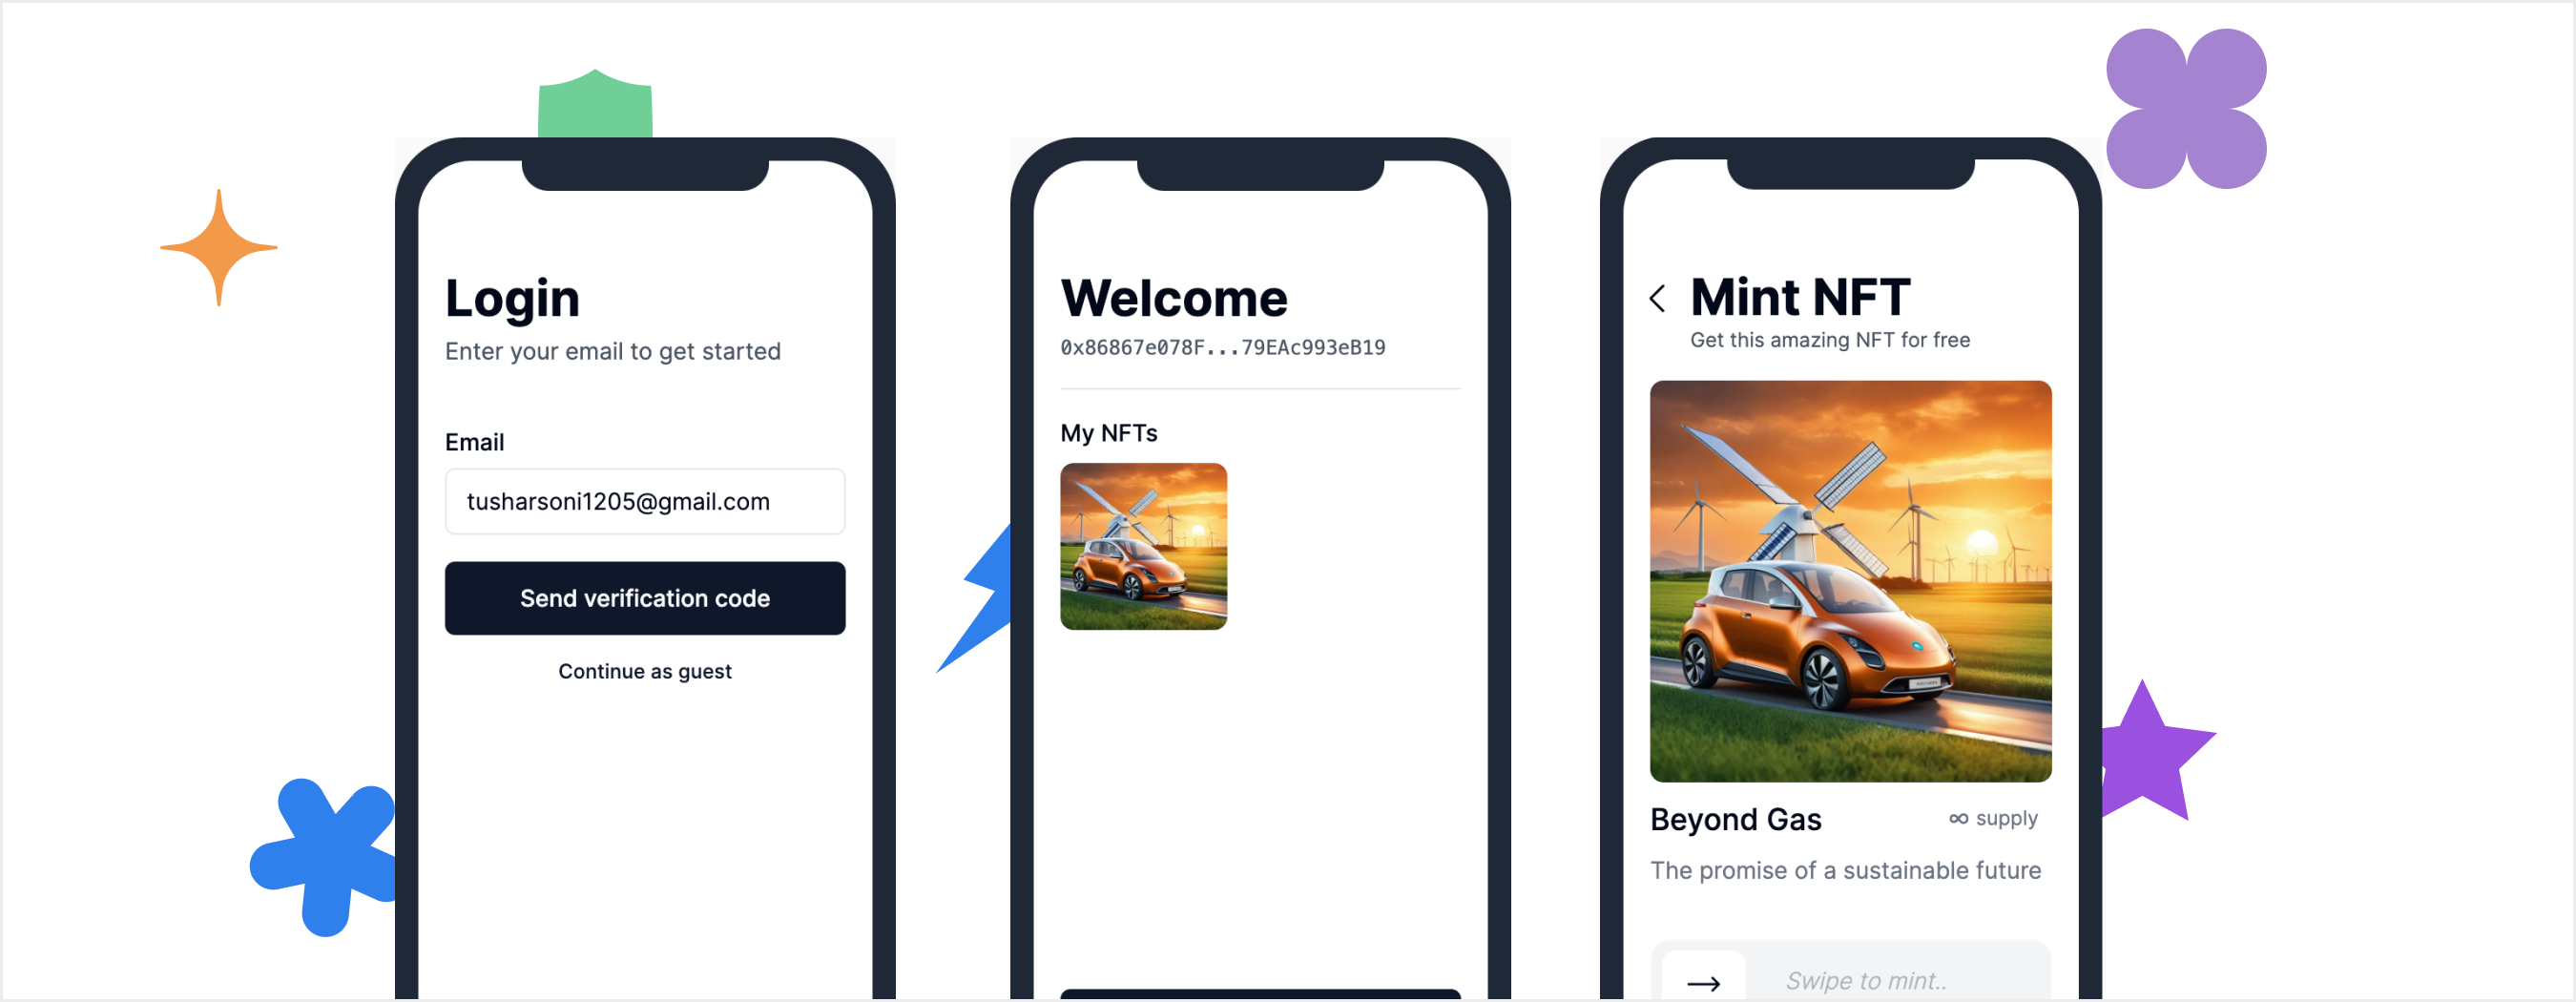 Login
Enter your email to get started
Email
tusharsoni1205@gmail.com
Send verification code
Continue as guest
Welcome
0x86867e078F...79EAc993eB19
My NFTs
Mint NFT
Get this amazing NFT for free
Beyond Gas
∞ supply
The promise of a sustainable future
Swipe to mint..